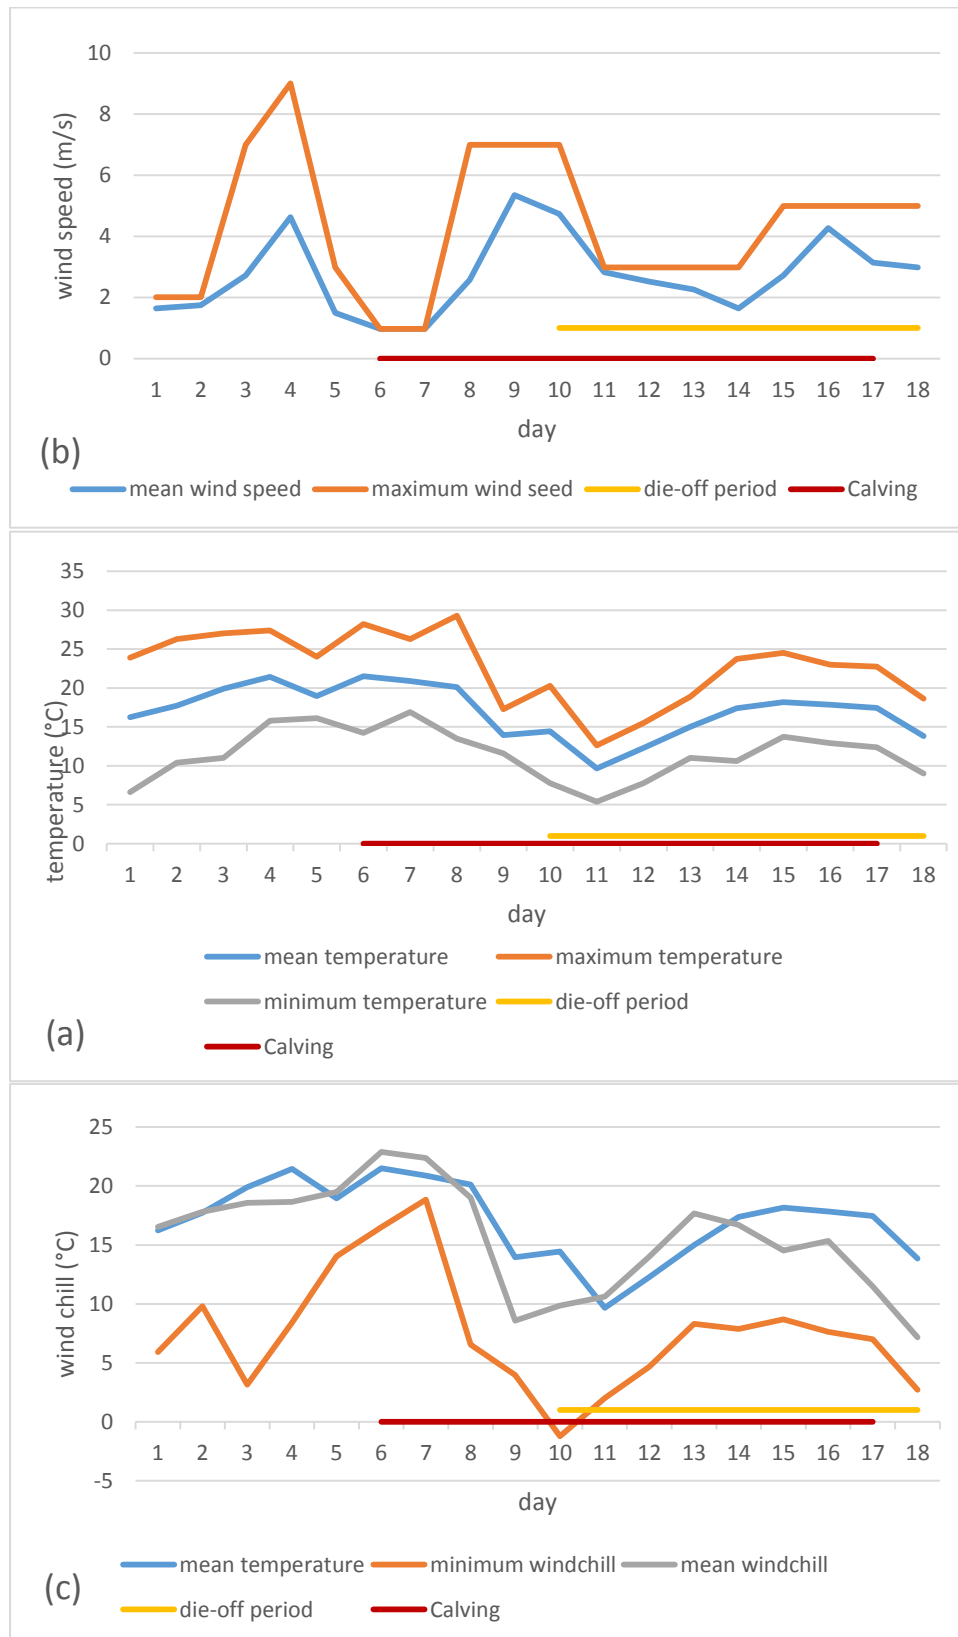 10
8
6
4
2
0
wind speed (m/s)
1 2 3 4 5 6 7 8 9 10 11 12 13 14 15 16 17 18
day
(b)
mean wind speed maximum wind seed die-off period Calving
35
30
25
20
15
10
5
0
temperature (°C)
1 2 3 4 5 6 7 8 9 10 11 12 13 14 15 16 17 18
day
mean temperature maximum temperature
minimum temperature die-off period
Calving
(a)
25
20
15
10
5
0
-5
wind chill (°C)
1 2 3 4 5 6 7 8 9 10 11 12 13 14 15 16 17 18
day
mean temperature minimum windchill mean windchill
die-off period Calving
(c)